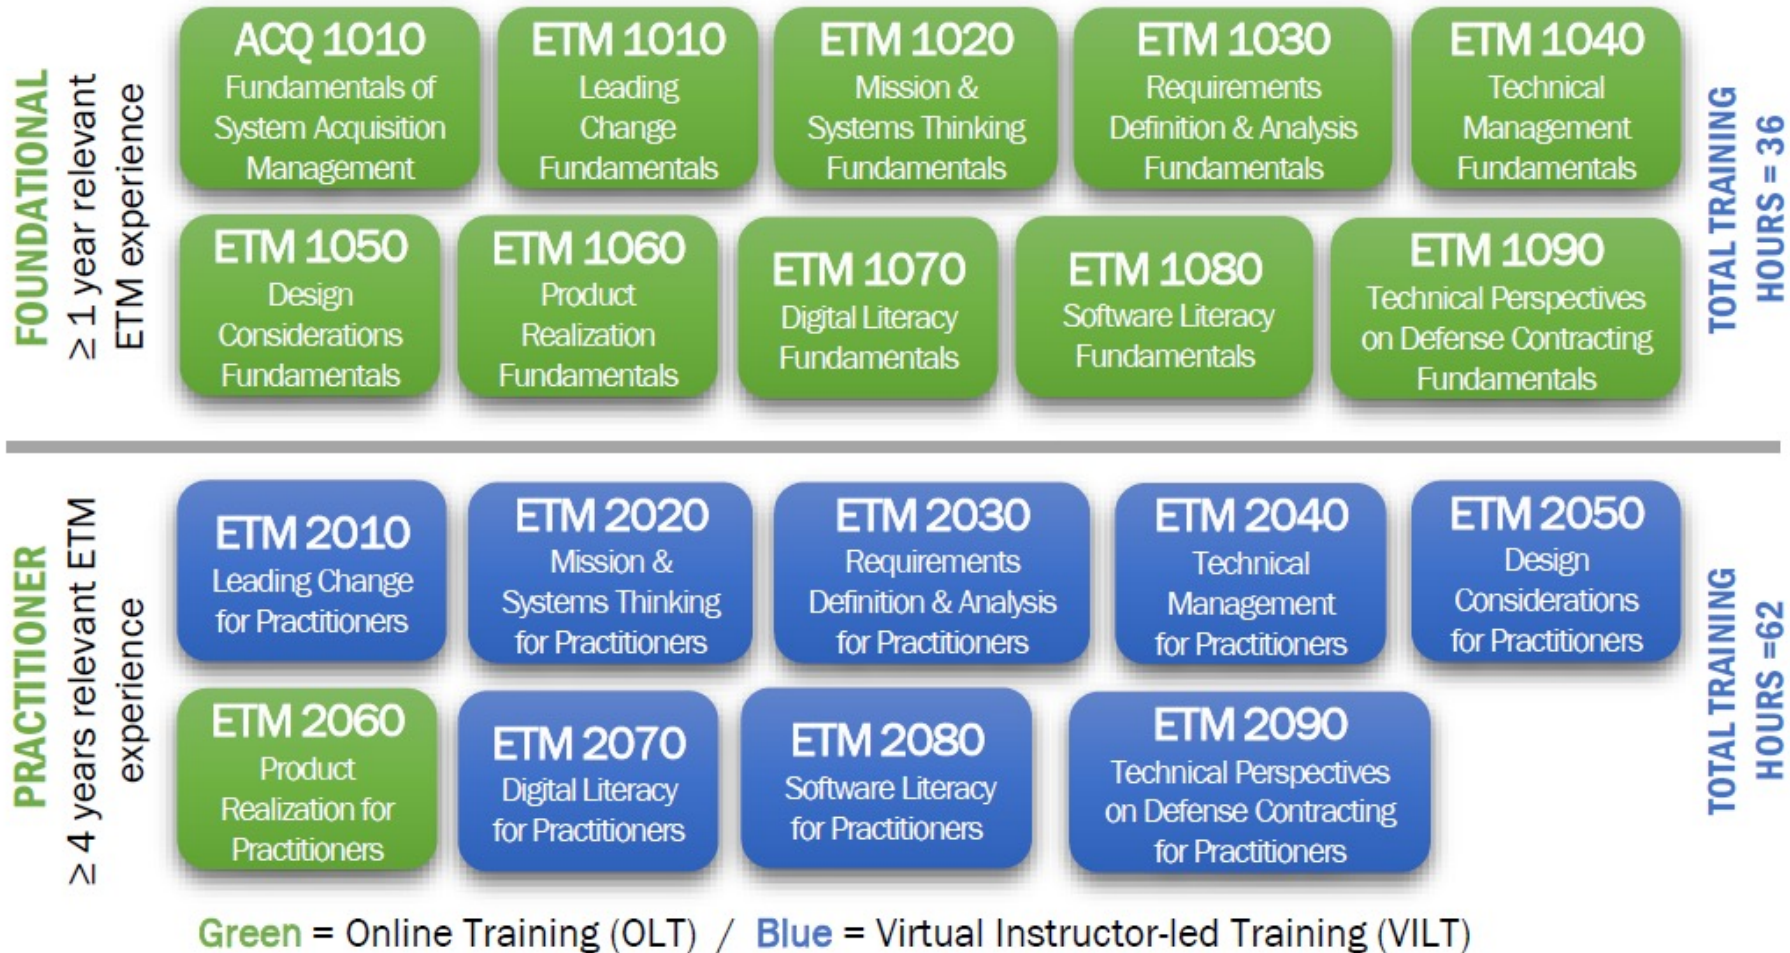 FOUNDATIONAL
≥ 1 year relevant
ETM experience
ACQ 1010
Fundamentals of
System Acquisition
Management
ETM 1010
Leading
Change
Fundamentals
ETM 1020
Mission &
Systems Thinking
Fundamentals
ETM 1030
Requirements
Definition & Analysis
Fundamentals
ETM 1040
Technical
Management
Fundamentals
ETM 1050
Design
Considerations
Fundamentals
ETM 1060
Product
Realization
Fundamentals
ETM 1070
Digital Literacy
Fundamentals
ETM 1080
Software Literacy
Fundamentals
ETM 1090
Technical Perspectives
on Defense Contracting
Fundamentals
TOTAL TRAINING
HOURS = 36
PRACTITIONER
≥ 4 years relevant ETM
experience
ETM 2010
Leading Change
for Practitioners
ETM 2020
Mission &
Systems Thinking
for Practitioners
ETM 2030
Requirements
Definition & Analysis
for Practitioners
ETM 2040
Technical
Management
for Practitioners
ETM 2050
Design
Considerations
for Practitioners
ETM 2060
Product
Realization for
Practitioners
ETM 2070
Digital Literacy
for Practitioners
ETM 2080
Software Literacy
for Practitioners
ETM 2090
Technical Perspectives
on Defense Contracting
for Practitioners
TOTAL TRAINING
HOURS =62
Green = Online Training (OLT) / Blue = Virtual Instructor-led Training (VILT)